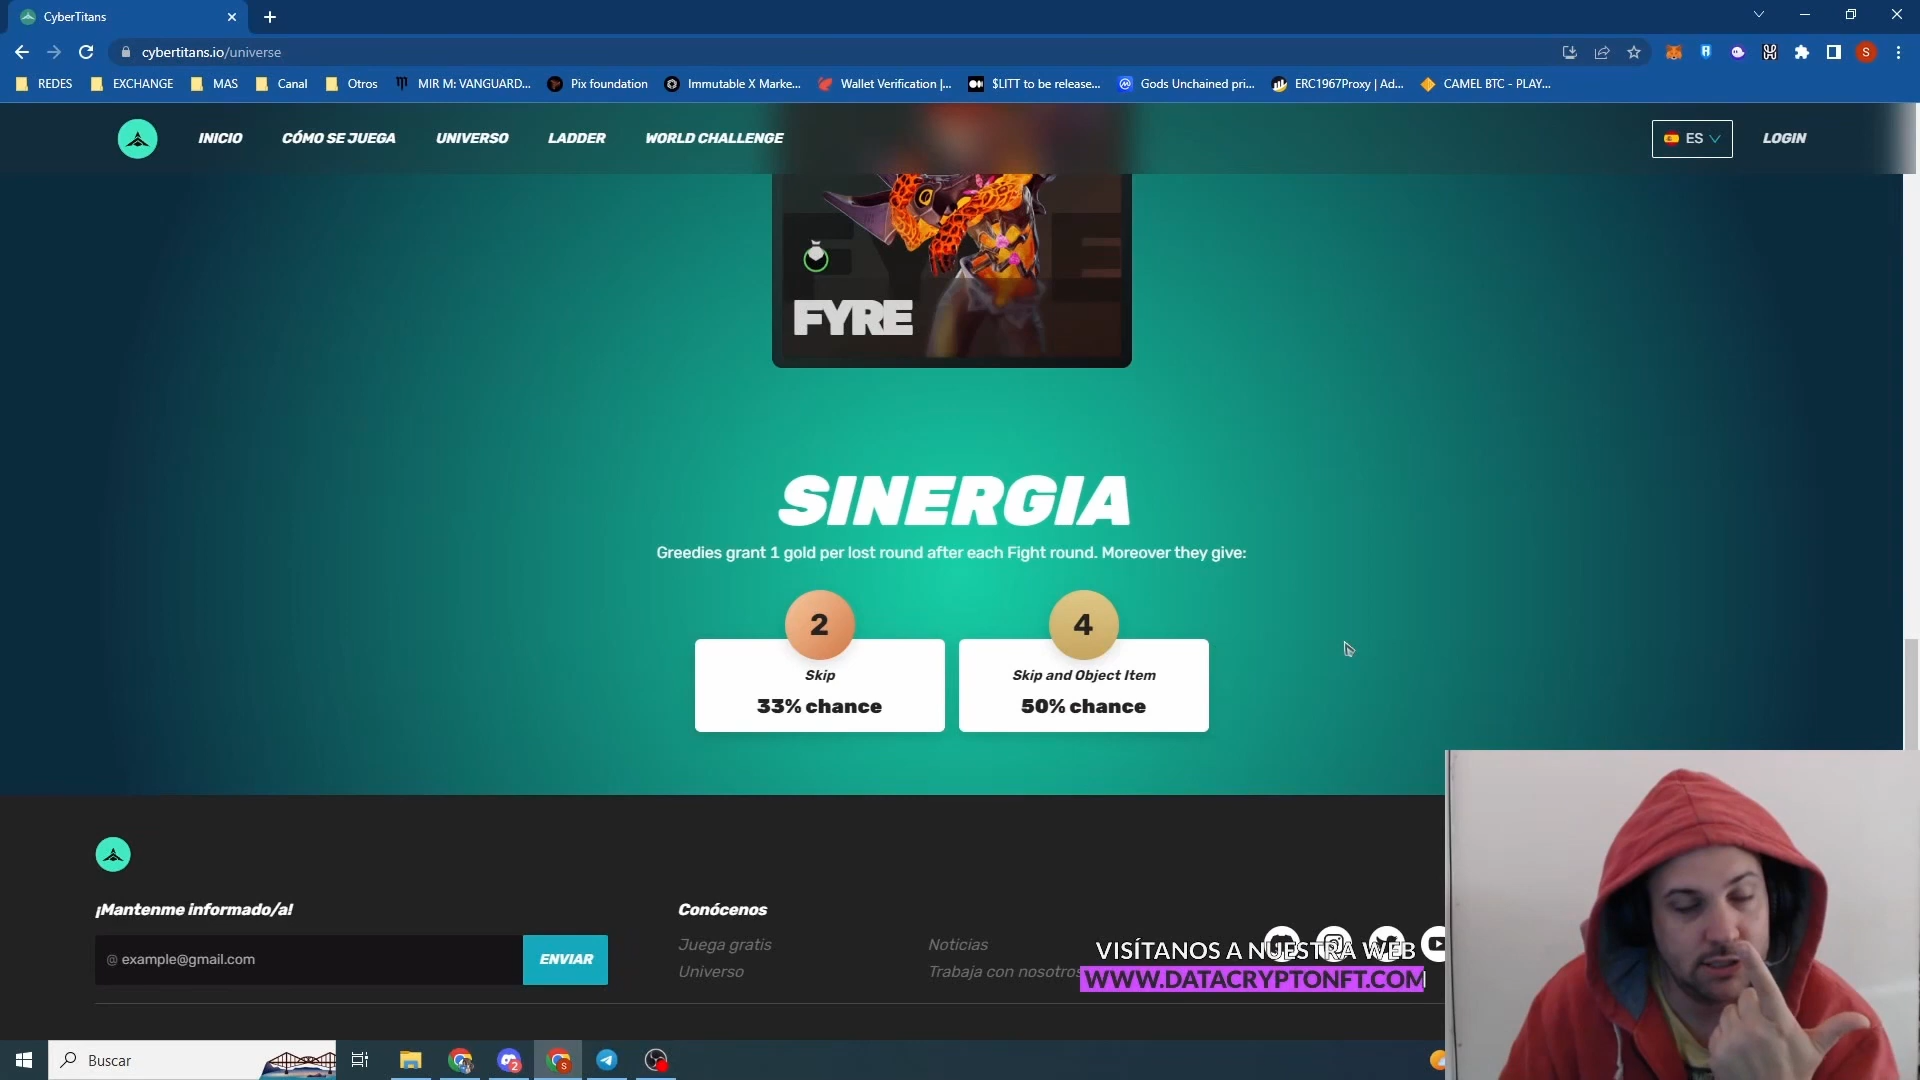 CyberTitans
cybertitans.io/universe
S
REDES
EXCHANGE
MAS
Canal
Otros
MIR M: VANGUARD...
Pix foundation
Immutable X Marke...
Wallet Verification |...
$LITT to be release...
Gods Unchained pri...
ERC1967Proxy | Ad...
CAMEL BTC - PLAY...
INICIO
CÓMO SE JUEGA
UNIVERSO
LADDER
WORLD CHALLENGE
ES
LOGIN
FYRE
SINERGIA
Greedies grant 1 gold per lost round after each Fight round. Moreover they give:
2
Skip
33% chance
4
Skip and Object Item
50% chance
¡Mantenme informado/a!
@ example@gmail.com
ENVIAR
Conócenos
Juega gratis
Universo
Noticias
Trabaja con nosotros
VISÍTANOS A NUESTRA WEB
WWW.DATACRYPTONFT.COM
Buscar
2
S